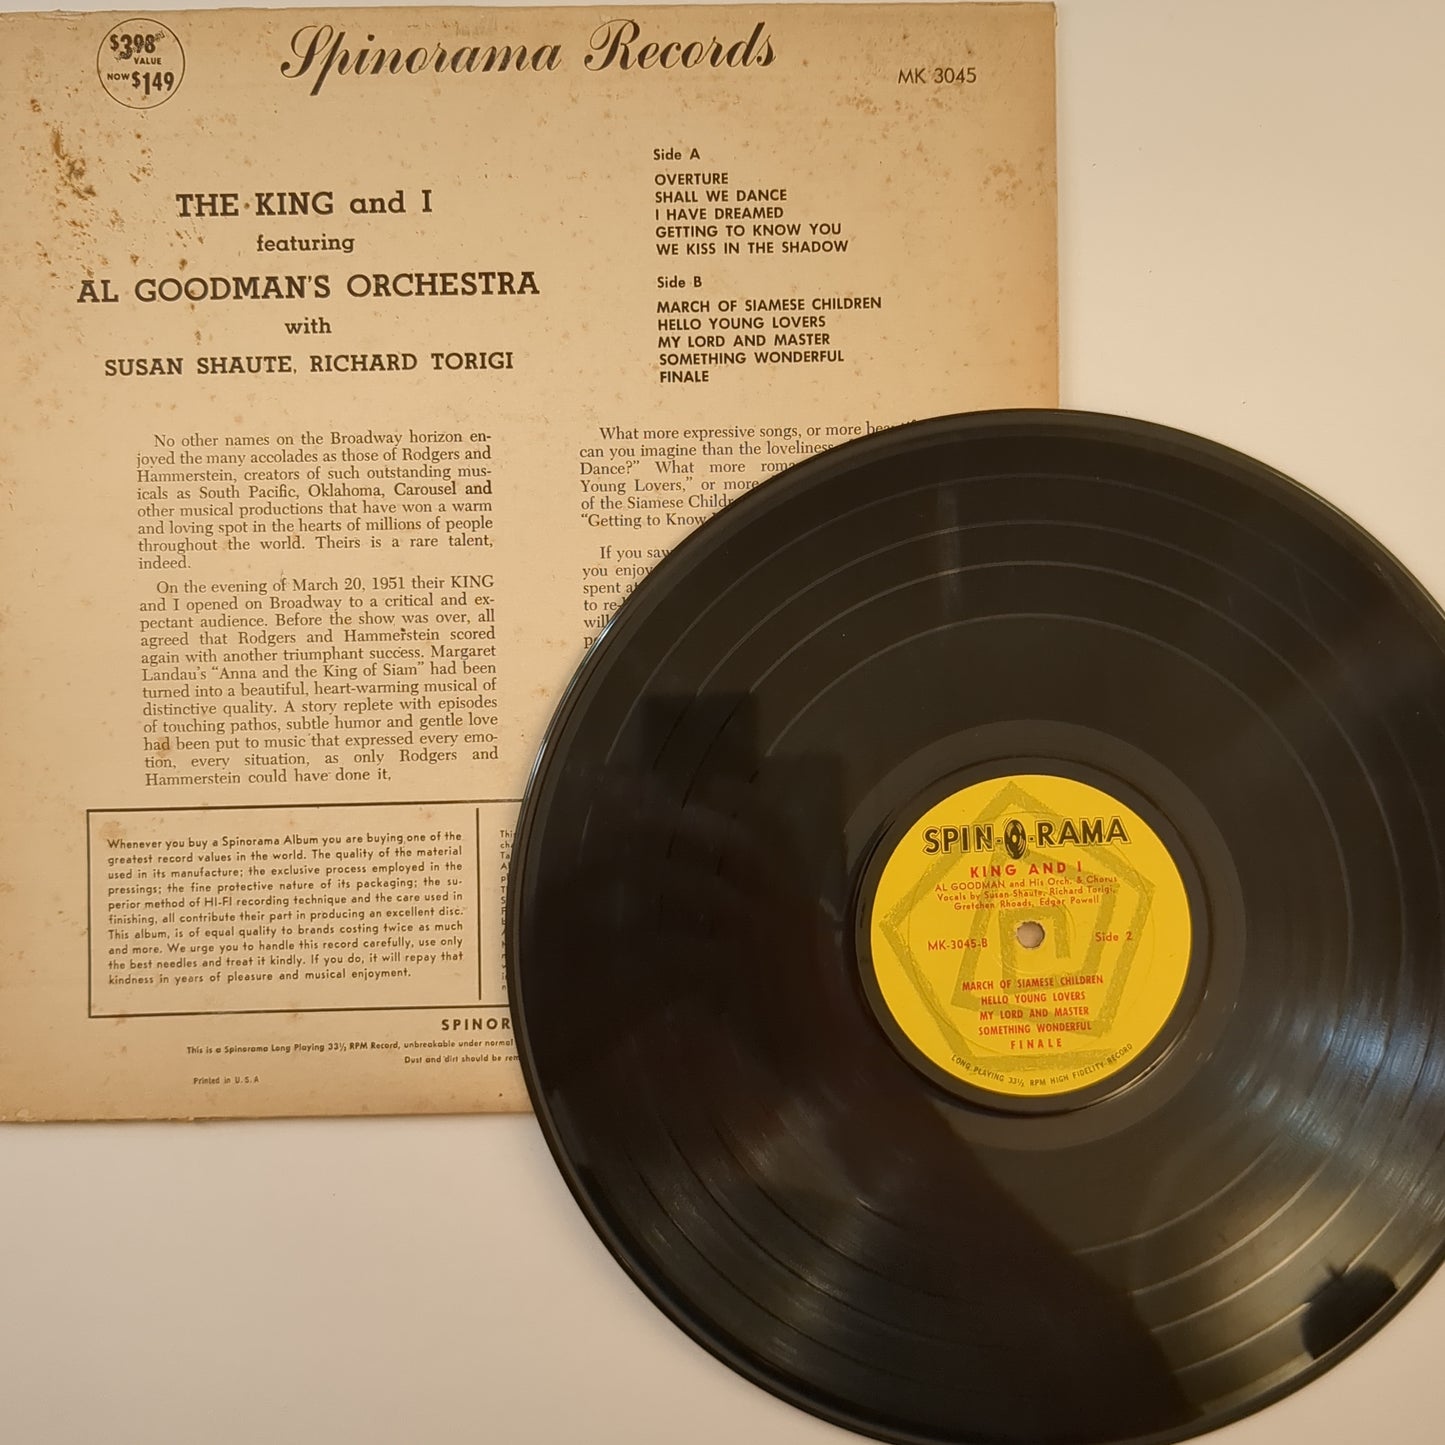 $3.98
VALUE
NOW $1.49
Spinorama Records
MK 3045
THE KING and I
featuring
AL GOODMAN'S ORCHESTRA
with
SUSAN SHAUTE, RICHARD TORIGI
Side A
OVERTURE
SHALL WE DANCE
I HAVE DREAMED
GETTING TO KNOW YOU
WE KISS IN THE SHADOW
Side B
MARCH OF SIAMESE CHILDREN
HELLO YOUNG LOVERS
MY LORD AND MASTER
SOMETHING WONDERFUL
FINALE
No other names on the Broadway horizon en-
joyed the many accolades as those of Rodgers and
Hammerstein, creators of such outstanding mus-
icals as South Pacific, Oklahoma, Carousel and
other musical productions that have won a warm
and loving spot in the hearts of millions of people
throughout the world. Theirs is a rare talent,
indeed.
On the evening of March 20, 1951 their KING
and I opened on Broadway to a critical and ex-
pectant audience. Before the show was over, all
agreed that Rodgers and Hammerstein scored
again with another triumphant success. Margaret
Landau's "Anna and the King of Siam" had been
turned into a beautiful, heart-warming musical of
distinctive quality. A story replete with episodes
of touching pathos, subtle humor and gentle love
had been put to music that expressed every emo-
tion, every situation, as only Rodgers and
Hammerstein could have done it,
What more expressive songs, or more
can you imagine than the loveliness
Dance?" What more
Young Lovers," or more
of the Siamese
"Getting to Know
If you saw
you enjoy
spent
to
will
Whenever you buy a Spinorama Album you are buying one of the
greatest record values in the world. The quality of the material
used in its manufacture; the exclusive process employed in the
pressings; the fine protective nature of its packaging; the su-
perior method of HI-FI recording technique and the care used in
finishing, all contribute their part in producing an excellent disc.
This album, is of equal quality to brands costing twice as much
and more. We urge you to handle this record carefully, use only
the best needles and treat it kindly. If you do, it will repay that
kindness in years of pleasure and musical enjoyment.
SPINOR
This is a Spinorama Long Playing 33⅓ RPM Record, unbreakable under normal
Dust and dirt should be
Printed in U.S.A
SPIN-O-RAMA
KING AND I
AL GOODMAN and His Orch. & Chorus
Vocals by Susan Shaute, Richard Torigi,
Gretchen Rhoads, Edgar Powell
MK-3045-B
Side 2
MARCH OF SIAMESE CHILDREN
HELLO YOUNG LOVERS
MY LORD AND MASTER
SOMETHING WONDERFUL
FINALE
LONG PLAYING 33⅓ RPM HIGH FIDELITY RECORD